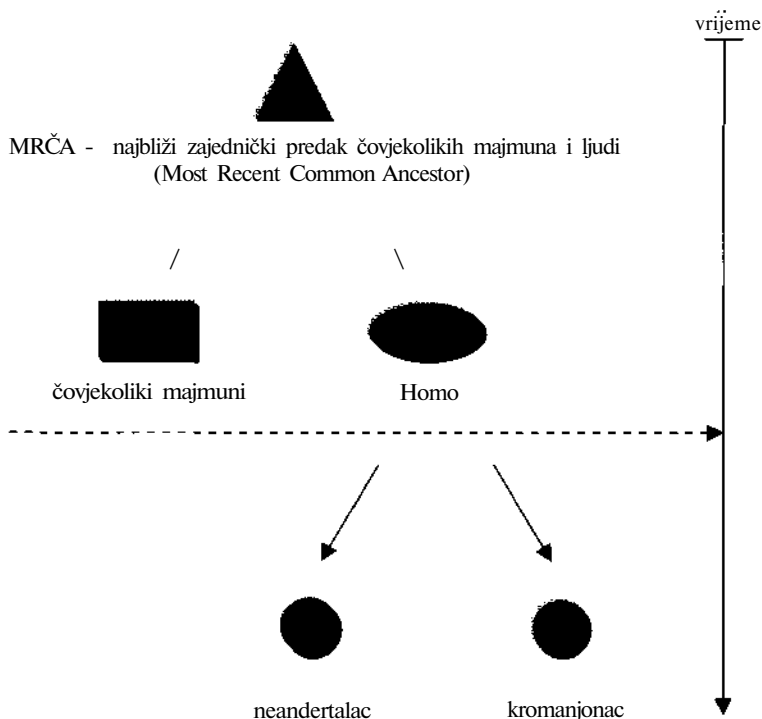 vrijeme
MRČA - najbliži zajednički predak čovjekolikih majmuna i ljudi
(Most Recent Common Ancestor)
čovjekoliki majmuni
Homo
neandertalac
kromanjonac